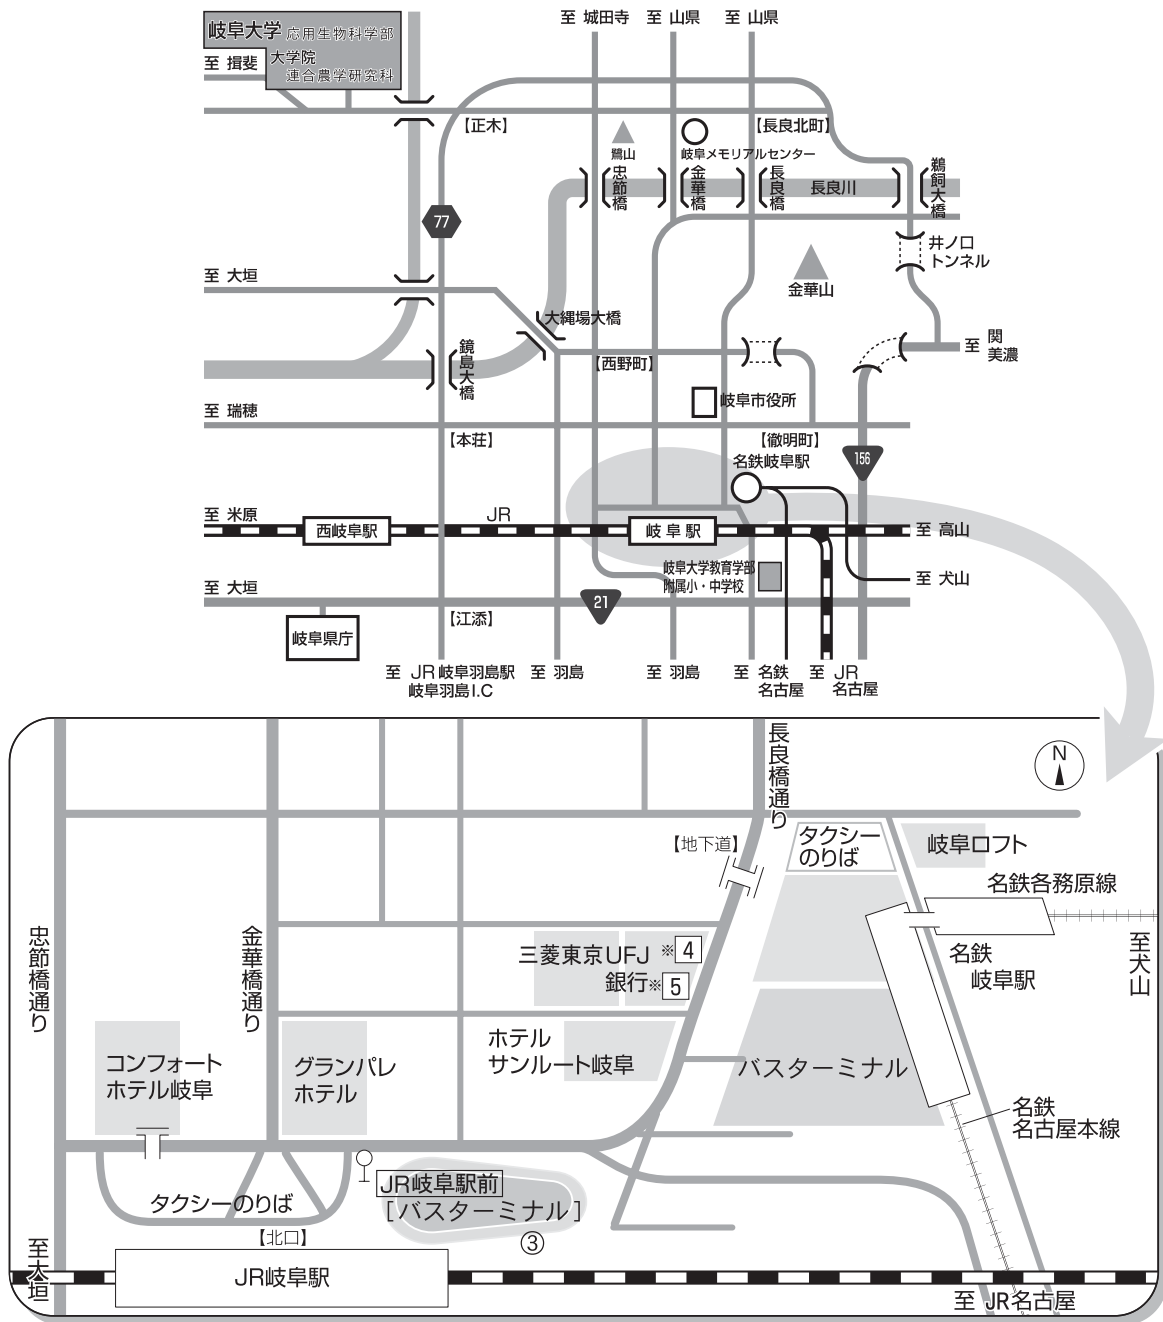 岐阜大学 応用生物科学部
大学院
連合農学研究科
至 城田寺
至 山県
至 山県
至 揖斐
【正木】
【長良北町】
鷺山
岐阜メモリアルセンター
忠節橋
金華橋
長良橋
長良川
鵜飼大橋
77
井ノ口
トンネル
至 大垣
金華山
大縄場大橋
鏡島大橋
【西野町】
至 関
美濃
岐阜市役所
至 瑞穂
【本荘】
【徹明町】
名鉄岐阜駅
156
至 米原
JR
西岐阜駅
岐阜駅
至 高山
岐阜大学教育学部
附属小・中学校
至 犬山
至 大垣
21
【江添】
岐阜県庁
至 JR岐阜羽島駅
岐阜羽島I.C
至 羽島
至 羽島
至 名鉄
名古屋
至 JR
名古屋
長良橋通り
N
【地下道】
タクシー
のりば
岐阜ロフト
名鉄各務原線
忠節橋通り
金華橋通り
三菱東京UFJ ※4
銀行※5
名鉄
岐阜駅
至犬山
コンフォート
ホテル岐阜
グランパレ
ホテル
ホテル
サンルート岐阜
バスターミナル
名鉄
名古屋本線
タクシーのりば
JR岐阜駅前
[バスターミナル]
③
【北口】
至大垣
JR岐阜駅
至 JR名古屋